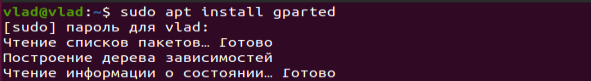 vlad@vlad:~$ sudo apt install gparted
[sudo] пароль для vlad:
Чтение списков пакетов… Готово
Построение дерева зависимостей
Чтение информации о состоянии… Готово